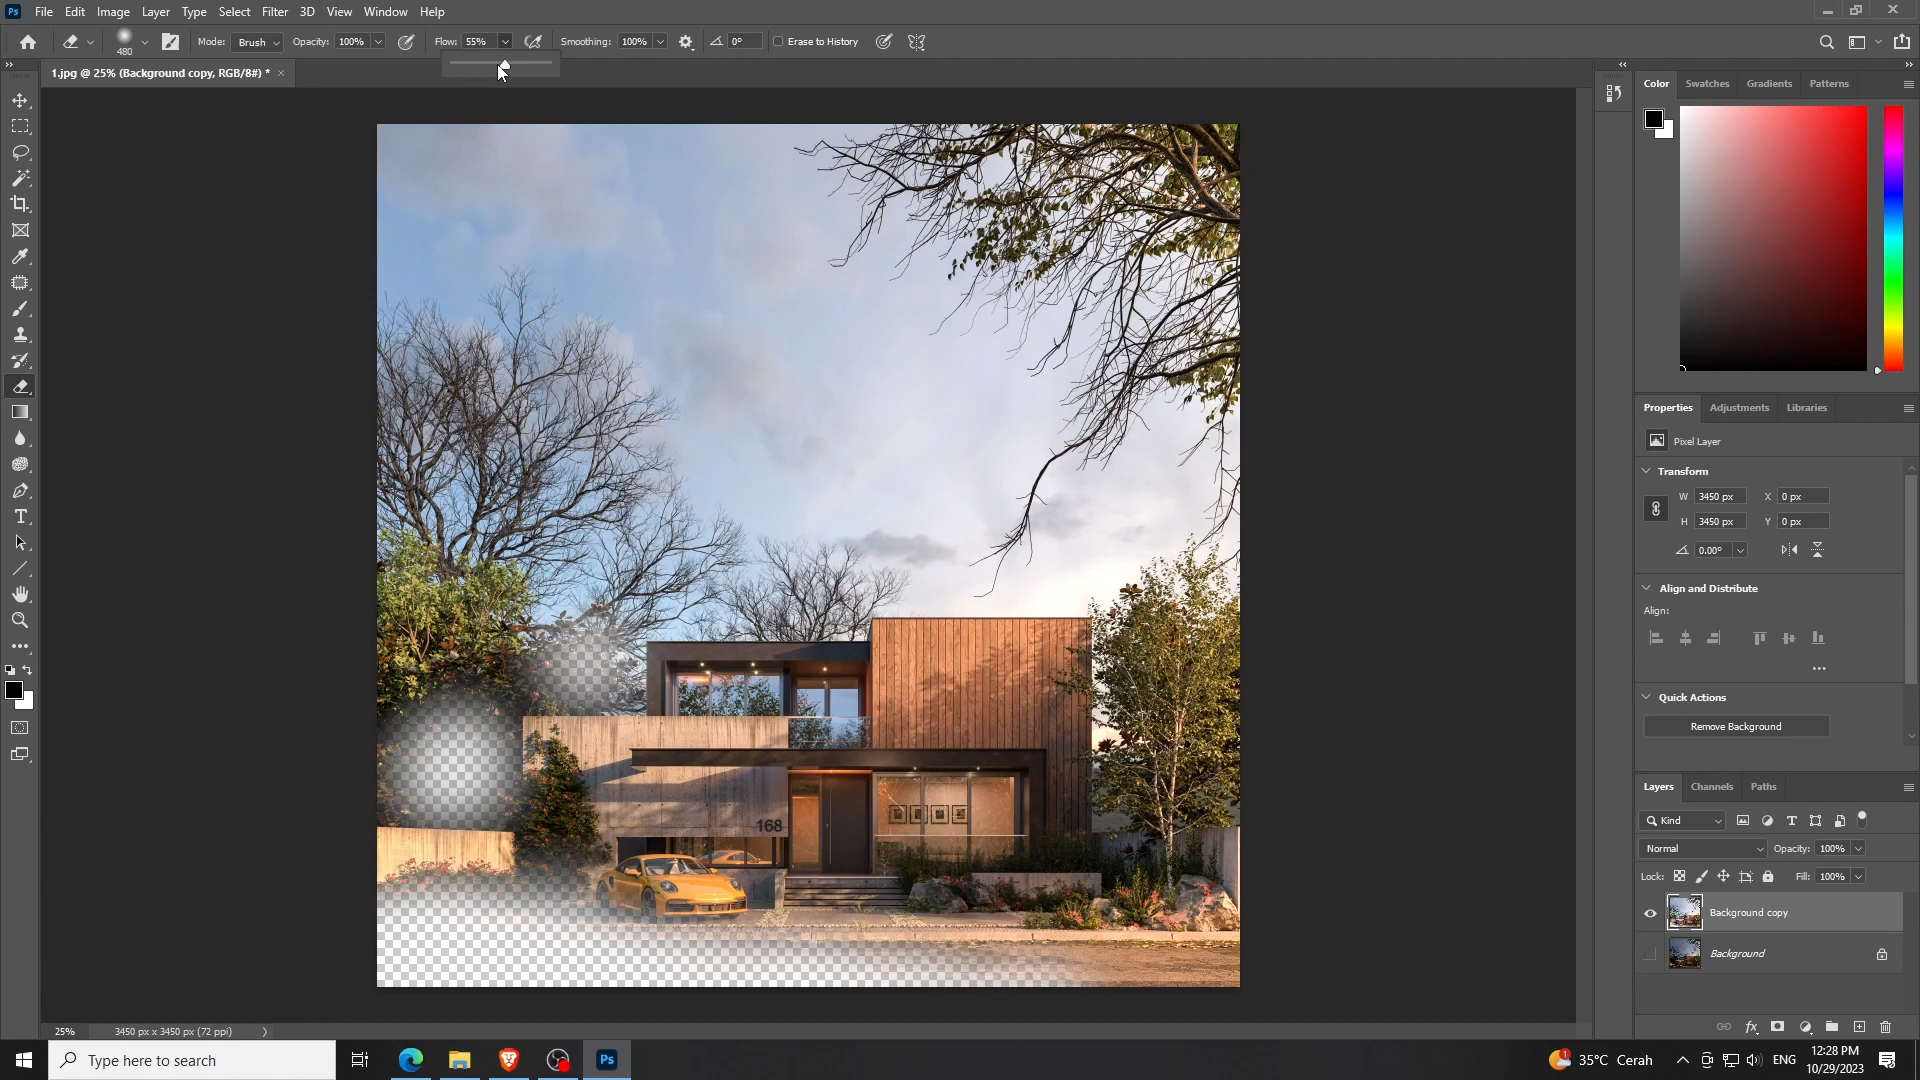 Ps File Edit Image Layer Type Select Filter 3D View Window Help
480 Mode: Brush Opacity: 100% Flow: 55% Smoothing: 100% 0° Erase to History
1.jpg @ 25% (Background copy, RGB/8#) * ×
Color Swatches Gradients Patterns
Properties Adjustments Libraries
Pixel Layer
Transform
W 3450 px X 0 px
H 3450 px Y 0 px
0.00°
Align and Distribute
Align:
Quick Actions
Remove Background
Layers Channels Paths
Kind
Normal Opacity: 100%
Lock: Fill: 100%
Background copy
Background
fx
168
25% 3450 px x 3450 px (72 ppi)
Type here to search
Ps
1 35°C Cerah ENG
12:28 PM
10/29/2023